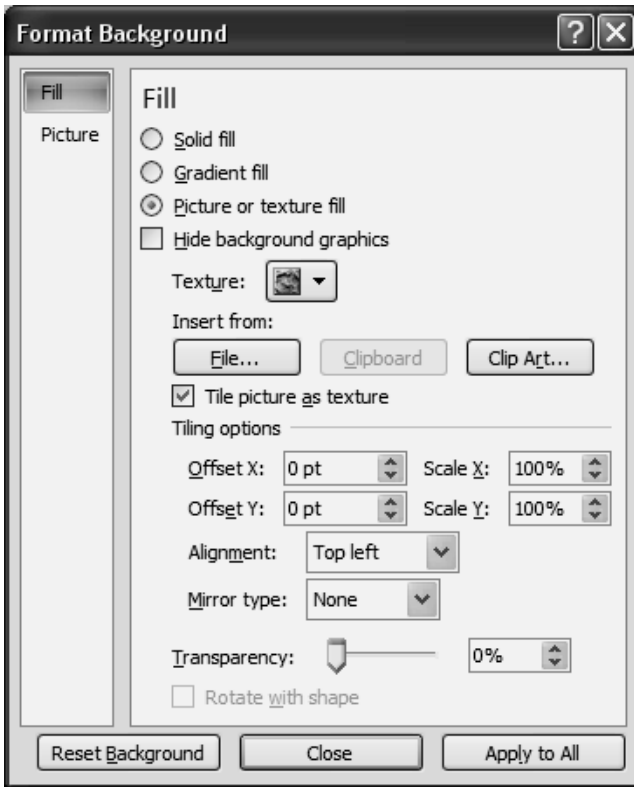 Format Background
Fill
Picture
Fill
Solid fill
Gradient fill
Picture or texture fill
Hide background graphics
Texture:
Insert from:
File... Clipboard Clip Art...
Tile picture as texture
Tiling options
Offset X: 0 pt Scale X: 100%
Offset Y: 0 pt Scale Y: 100%
Alignment: Top left
Mirror type: None
Transparency: 0%
Rotate with shape
Reset Background Close Apply to All